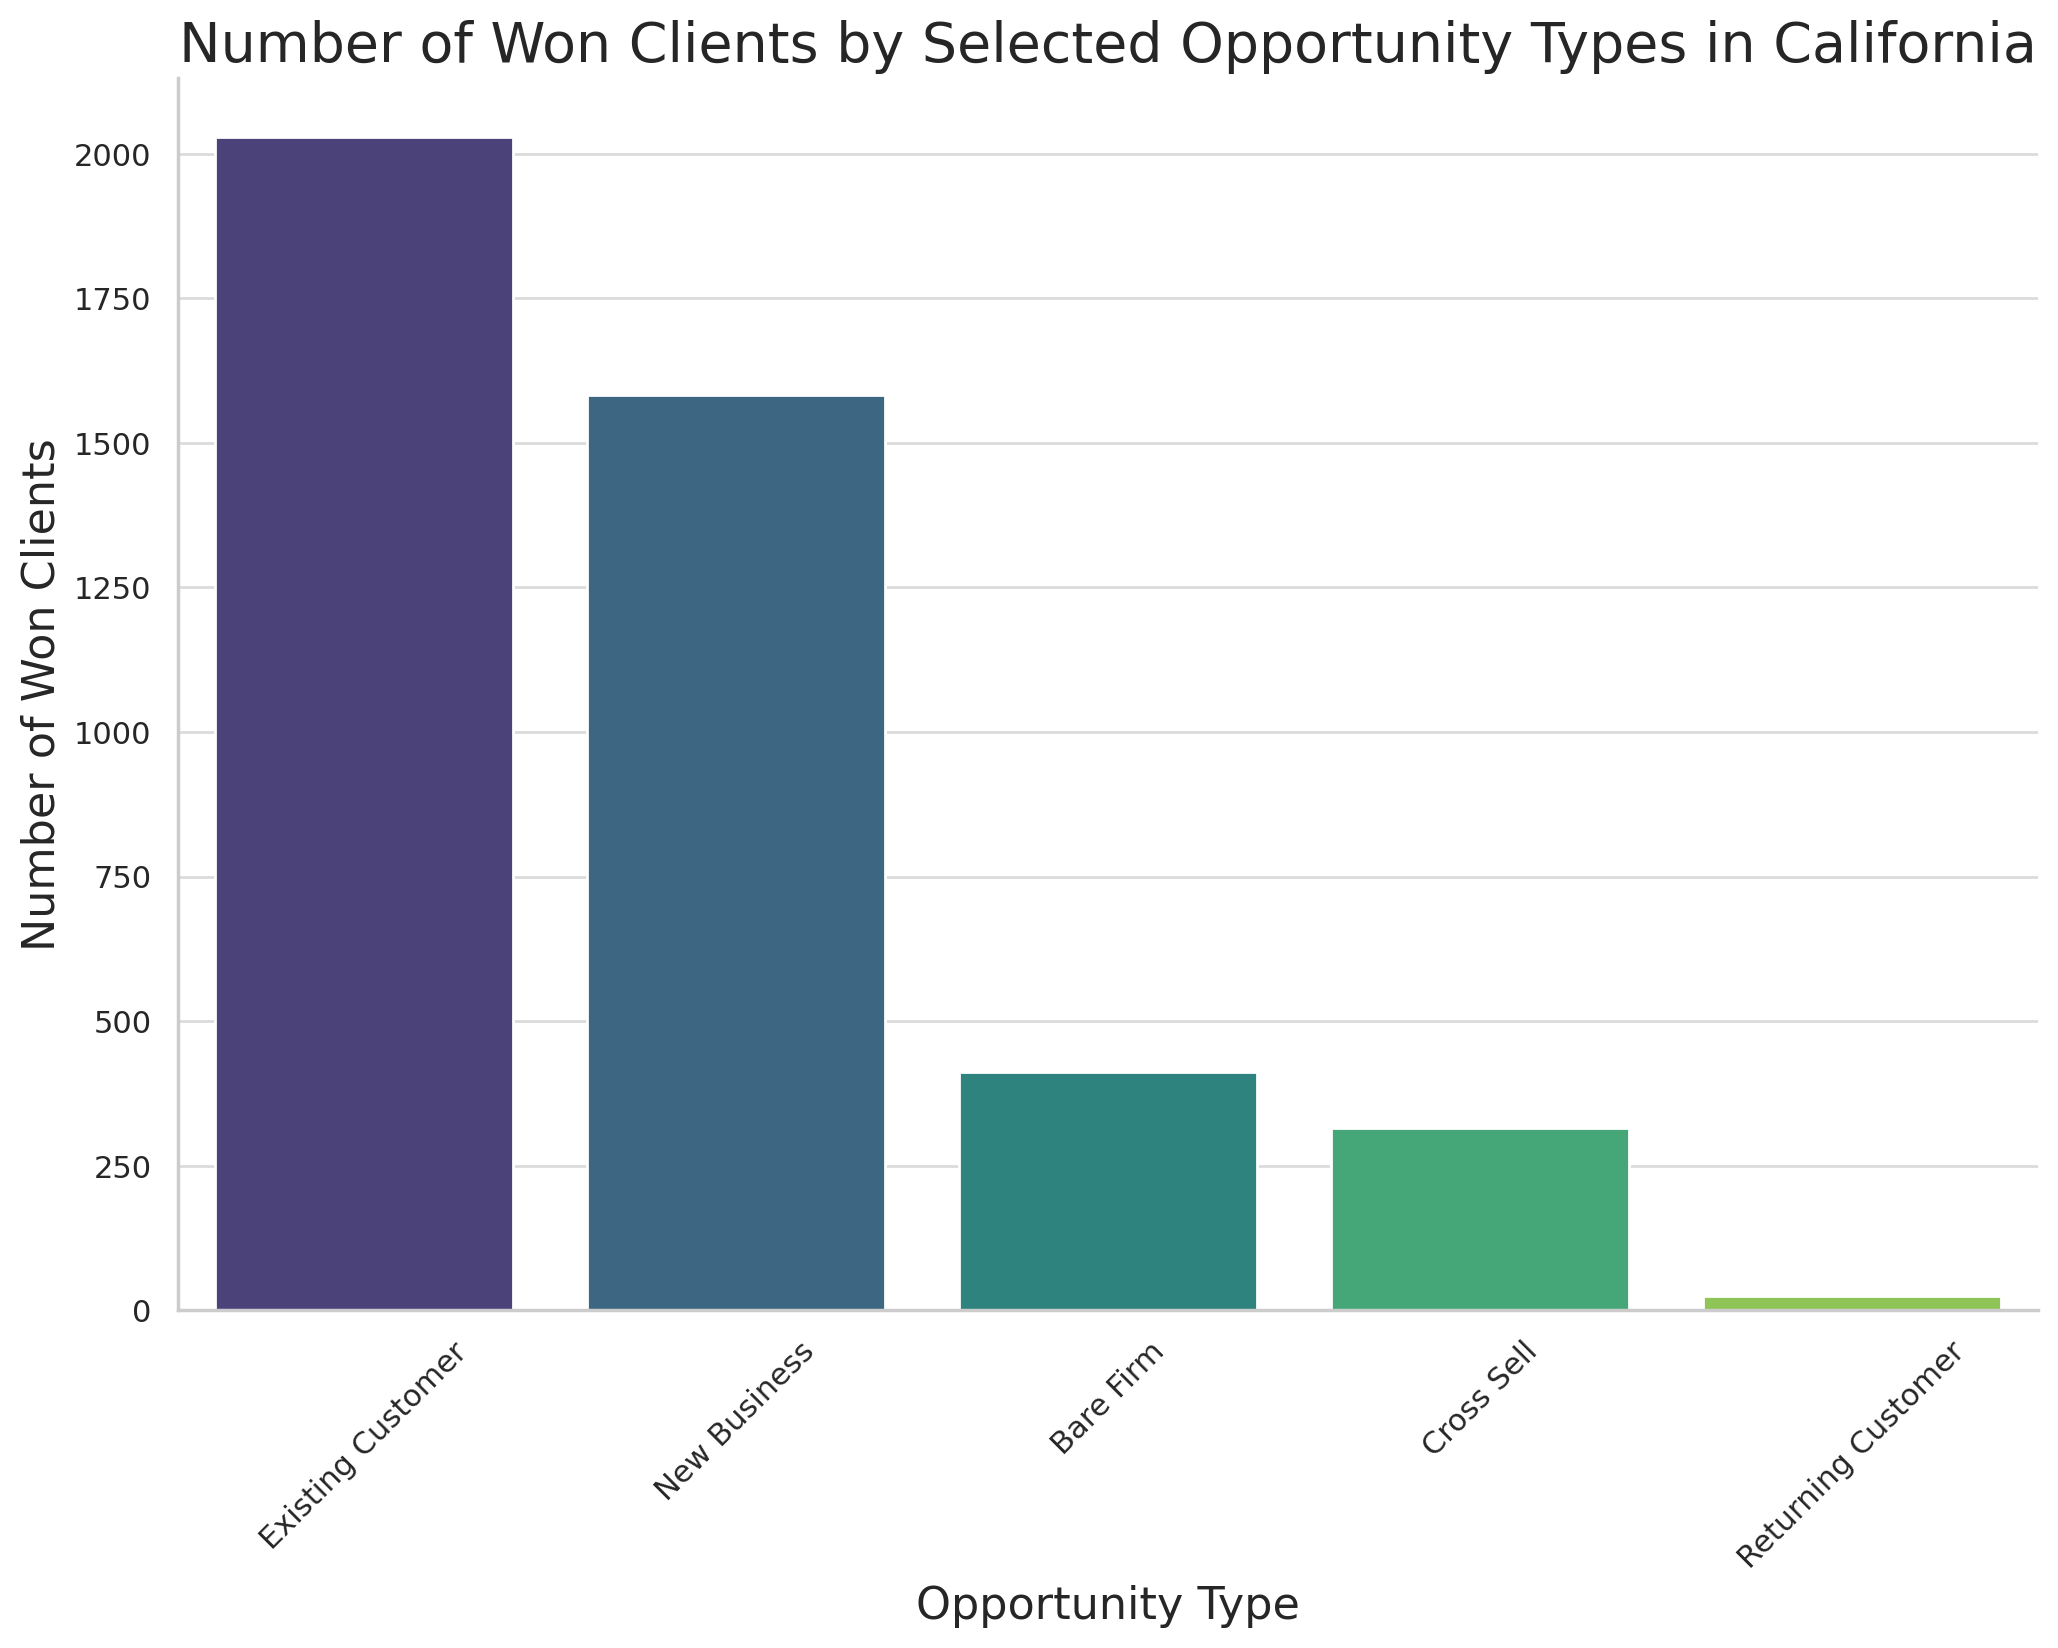 Number of Won Clients by Selected Opportunity Types in California
Number of Won Clients
2000
1750
1500
1250
1000
750
500
250
0
Existing Customer
New Business
Bare Firm
Cross Sell
Returning Customer
Opportunity Type